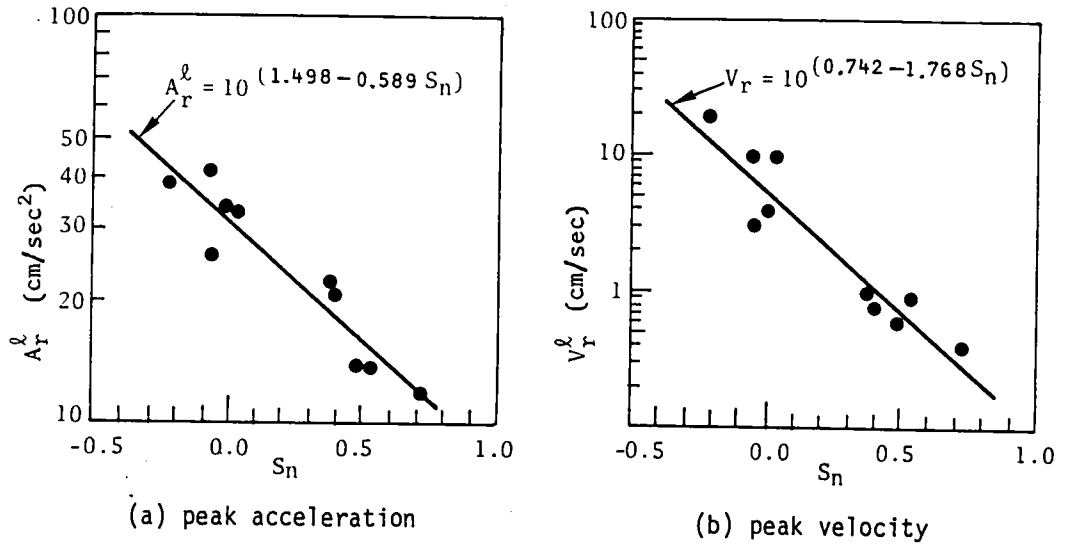 100
50
40
30
20
10
A_r^ℓ (cm/sec²)
A_r^ℓ = 10^(1.498-0.589 S_n)
-0.5 0.0 0.5 1.0
S_n
(a) peak acceleration
100
10
1
V_r^ℓ (cm/sec)
V_r = 10^(0.742-1.768 S_n)
-0.5 0.0 0.5 1.0
S_n
(b) peak velocity